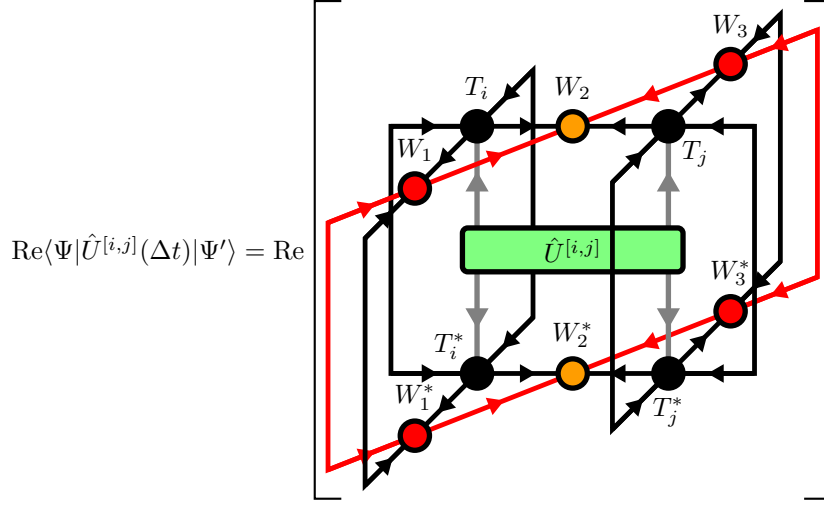 W_3
T_i
W_2
W_1
T_j
Re⟨Ψ|Û^{[i,j]}(Δt)|Ψ′⟩ = Re
Û^{[i,j]}
W_3^*
T_i^*
W_2^*
W_1^*
T_j^*